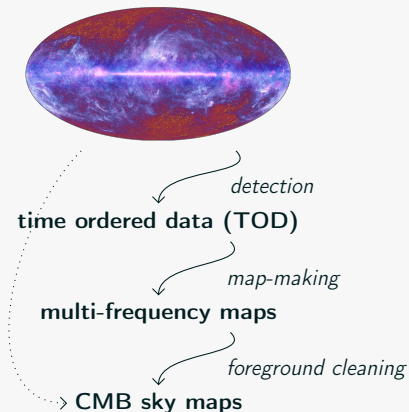 detection
time ordered data (TOD)
map-making
multi-frequency maps
foreground cleaning
CMB sky maps